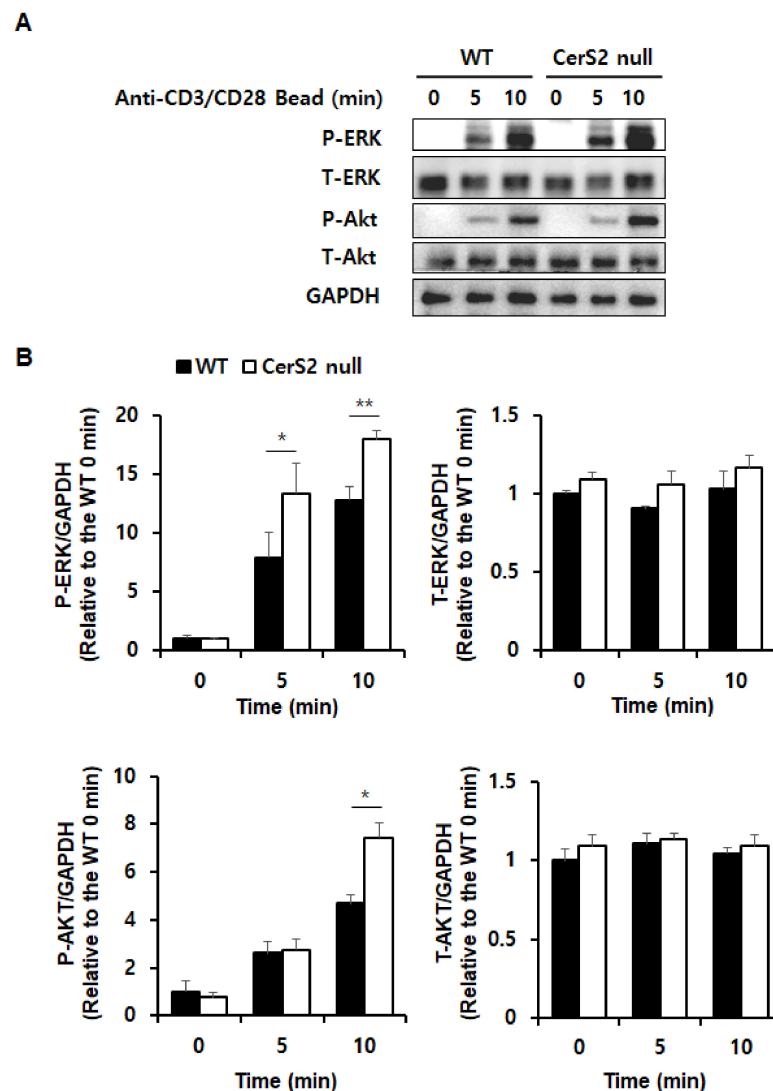 A
WT CerS2 null
Anti-CD3/CD28 Bead (min) 0 5 10 0 5 10
P-ERK
T-ERK
P-Akt
T-Akt
GAPDH
B
WT CerS2 null
P-ERK/GAPDH
(Relative to the WT 0 min)
20
15
10
5
0
*
**
0 5 10
Time (min)
T-ERK/GAPDH
(Relative to the WT 0 min)
1.5
1
0.5
0
0 5 10
Time (min)
P-AKT/GAPDH
(Relative to the WT 0 min)
10
8
6
4
2
0
*
0 5 10
Time (min)
T-AKT/GAPDH
(Relative to the WT 0 min)
1.5
1
0.5
0
0 5 10
Time (min)